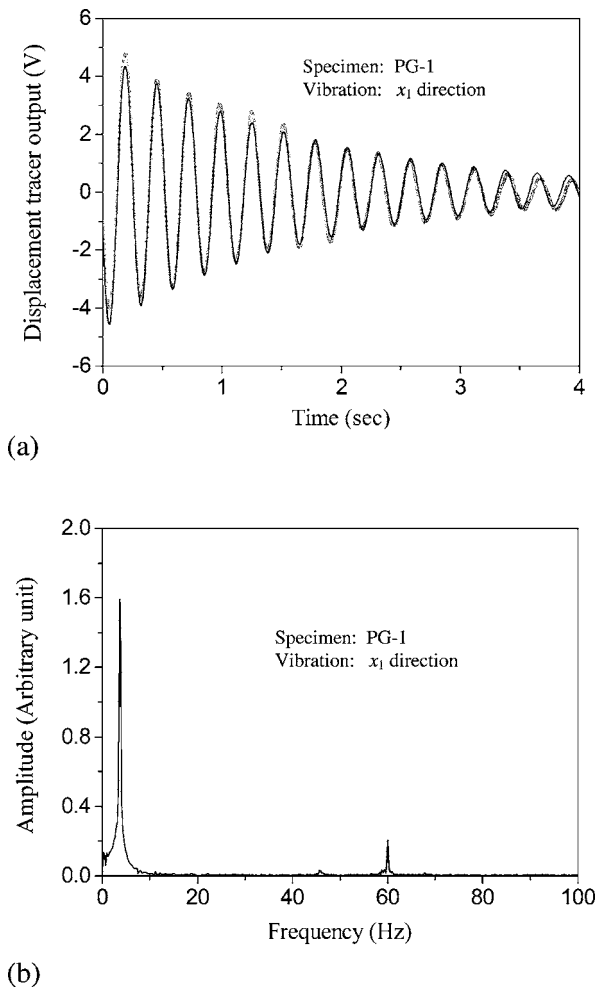 6
4
2
0
-2
-4
-6
Displacement tracer output (V)
Specimen: PG-1
Vibration: x1 direction
0 1 2 3 4
Time (sec)
(a)
2.0
1.6
1.2
0.8
0.4
0.0
Amplitude (Arbitrary unit)
Specimen: PG-1
Vibration: x1 direction
0 20 40 60 80 100
Frequency (Hz)
(b)